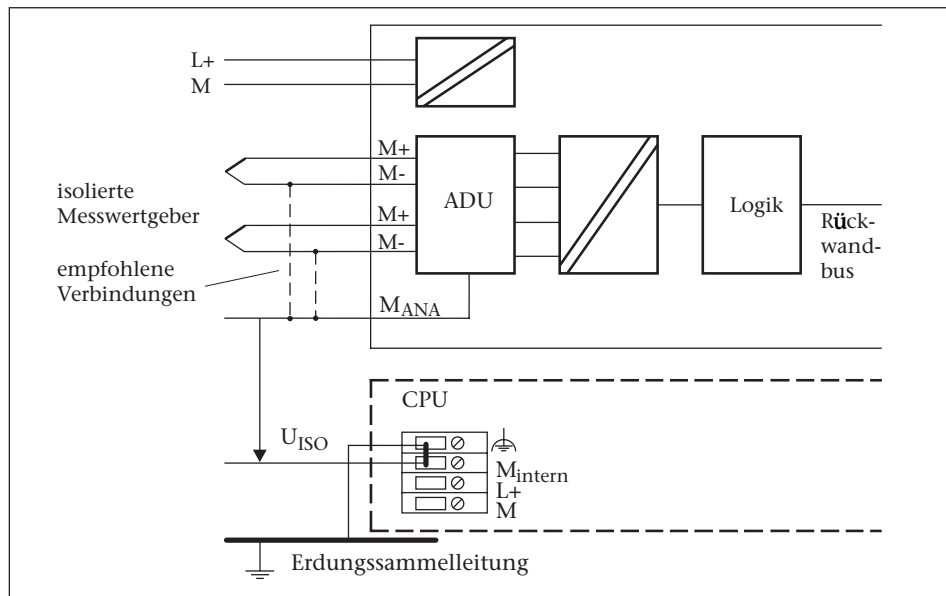 L+
M
M+
M-
M+
M-
ADU
Logik
Rück-
wand-
bus
isolierte
Messwertgeber
empfohlene
Verbindungen
MANA
CPU
UISO
Mintern
L+
M
Erdungssammelleitung